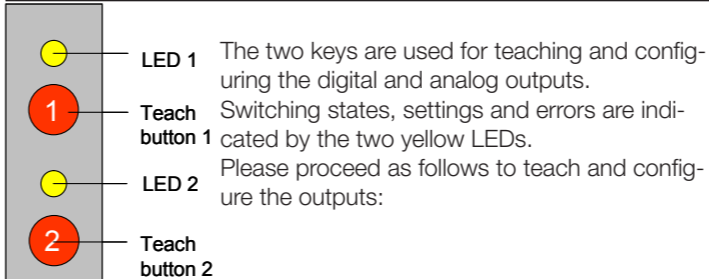 LED 1
1
Teach
button 1
LED 2
2
Teach
button 2
The two keys are used for teaching and config-
uring the digital and analog outputs.
Switching states, settings and errors are indi-
cated by the two yellow LEDs.
Please proceed as follows to teach and config-
ure the outputs: